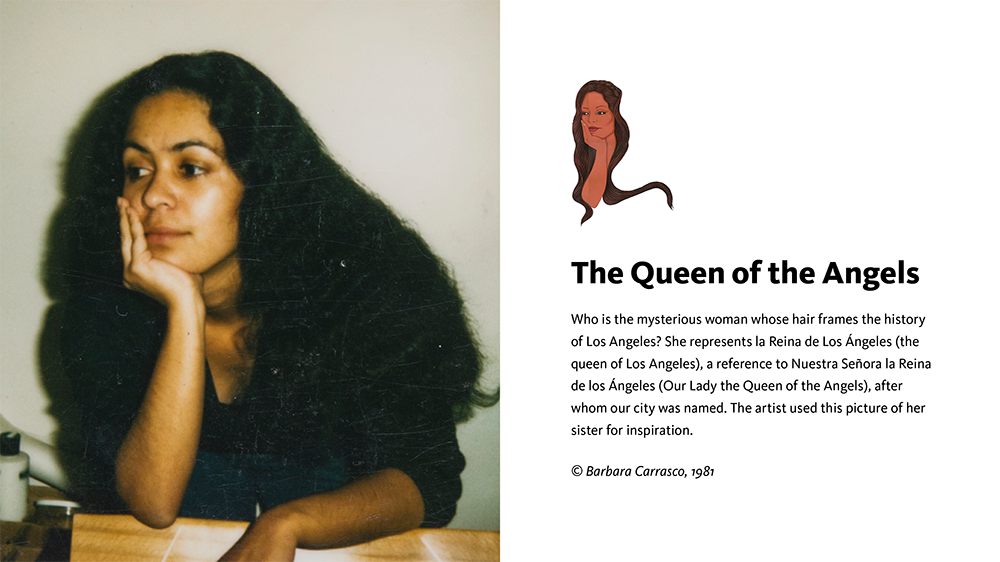 The Queen of the Angels
Who is the mysterious woman whose hair frames the history
of Los Angeles? She represents la Reina de Los Ángeles (the
queen of Los Angeles), a reference to Nuestra Señora la Reina
de los Ángeles (Our Lady the Queen of the Angels), after
whom our city was named. The artist used this picture of her
sister for inspiration.
© Barbara Carrasco, 1981